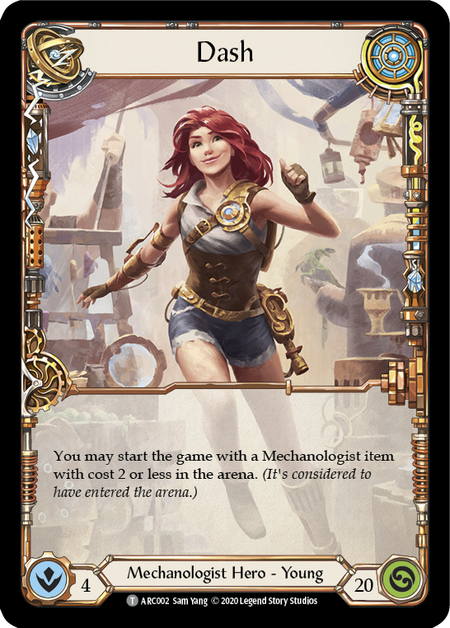 Dash
You may start the game with a Mechanologist item
with cost 2 or less in the arena. (It's considered to
have entered the arena.)
4
Mechanologist Hero - Young
20
T ARC002 Sam Yang © 2020 Legend Story Studios